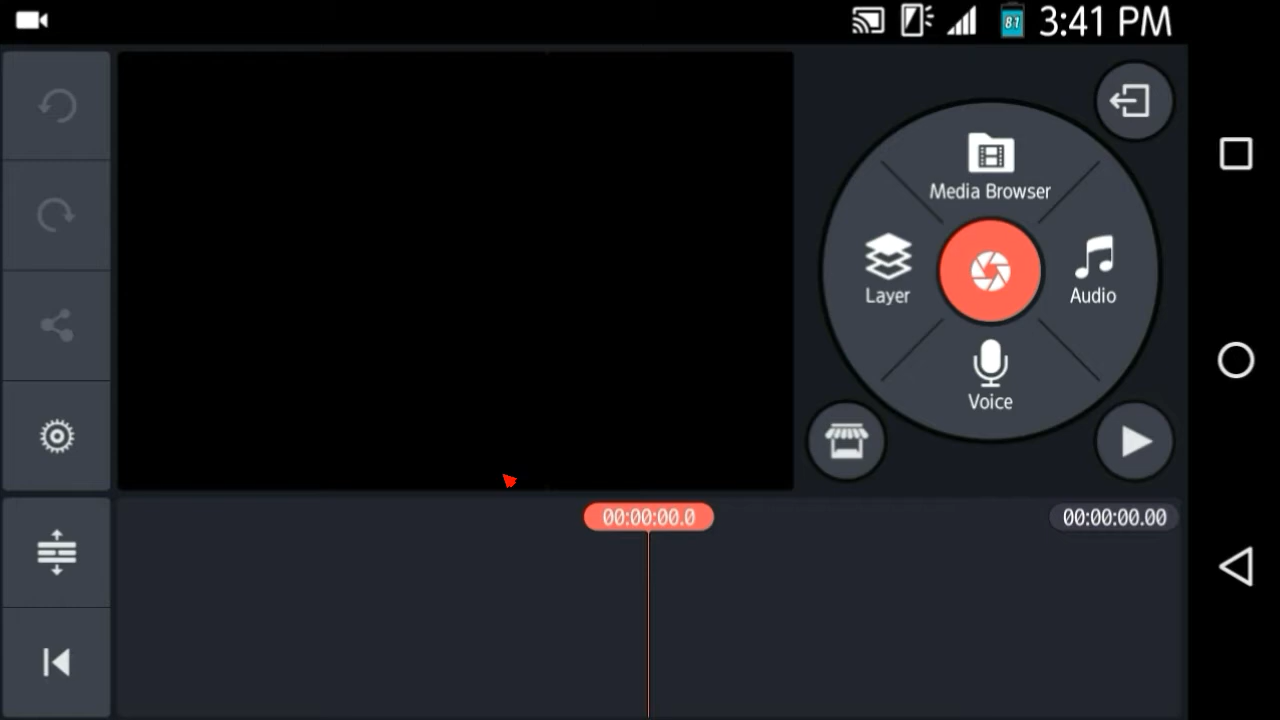 81 3:41 PM
Media Browser
Layer
Audio
Voice
00:00:00.0
00:00:00.00